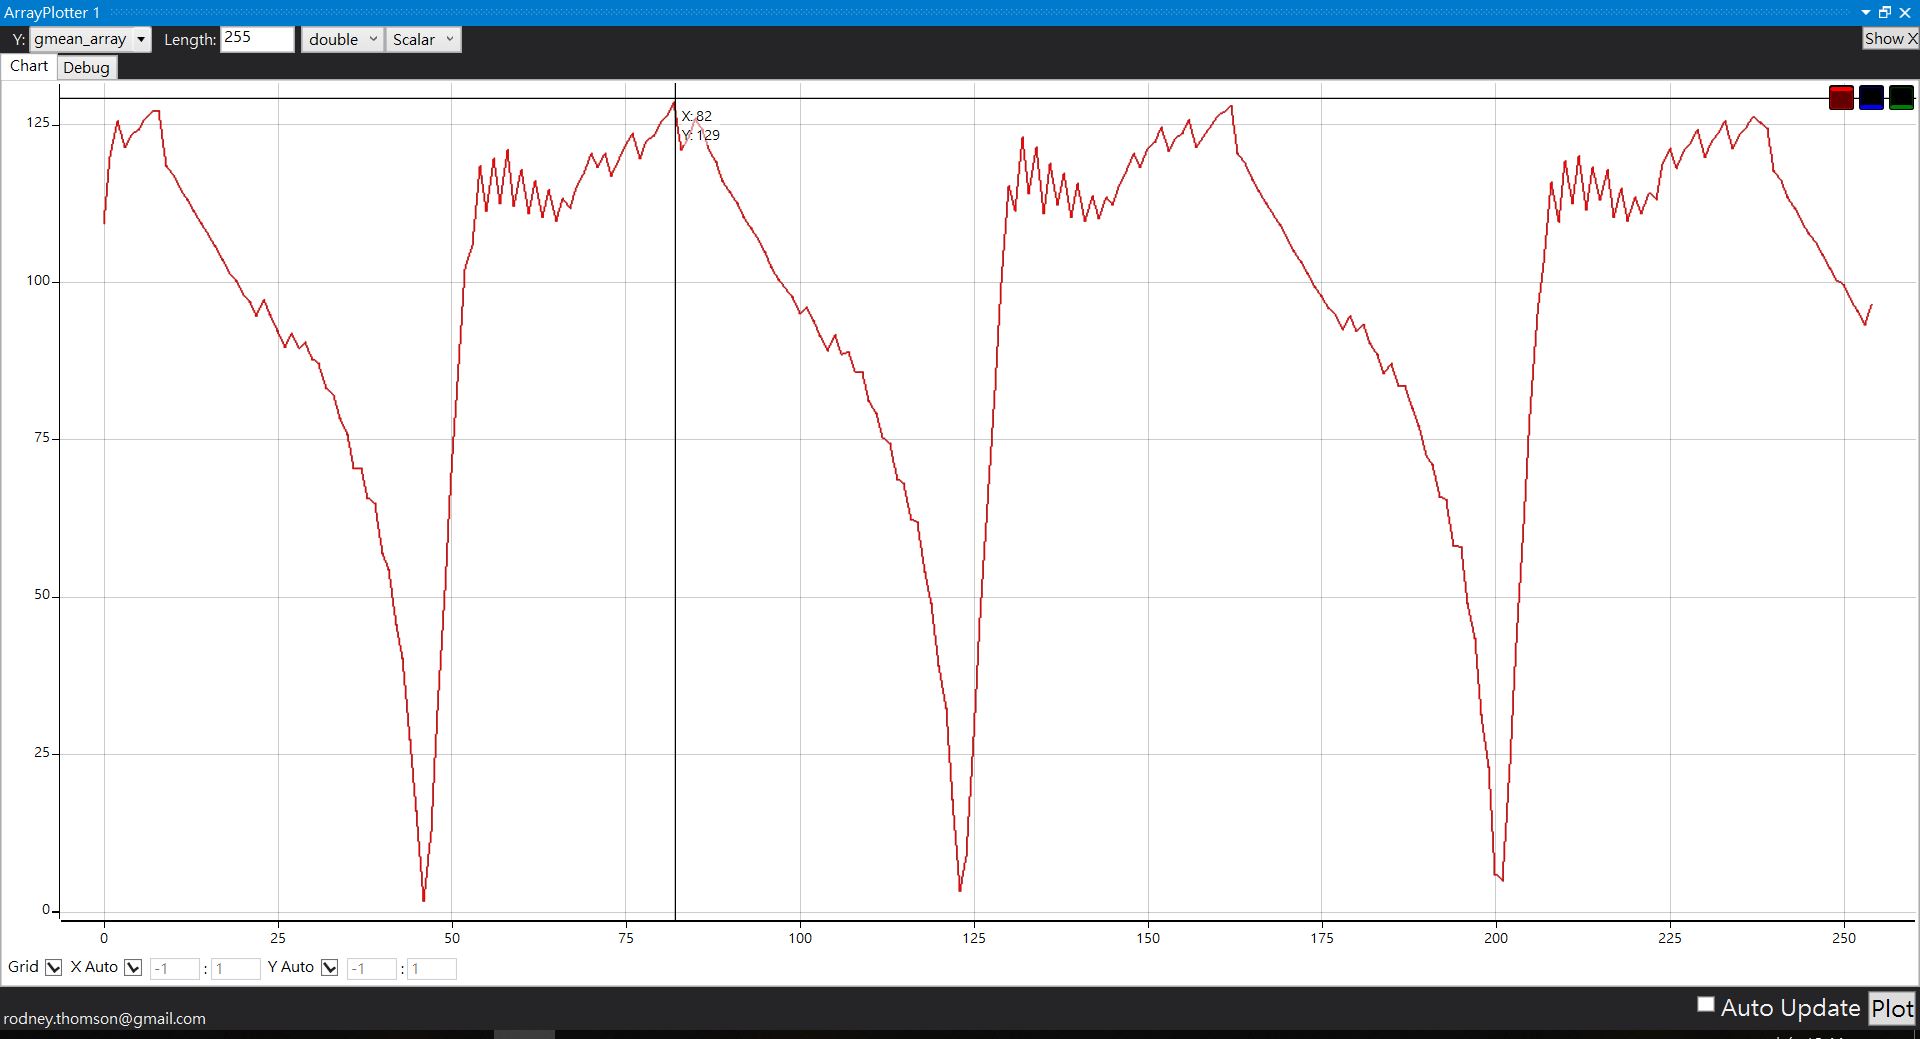 ArrayPlotter 1
Y: gmean_array Length: 255 double Scalar Show X
Chart Debug
X: 82
Y: 129
125
100
75
50
25
0
0 25 50 75 100 125 150 175 200 225 250
Grid X Auto -1 : 1 Y Auto -1 : 1
Auto Update Plot
rodney.thomson@gmail.com